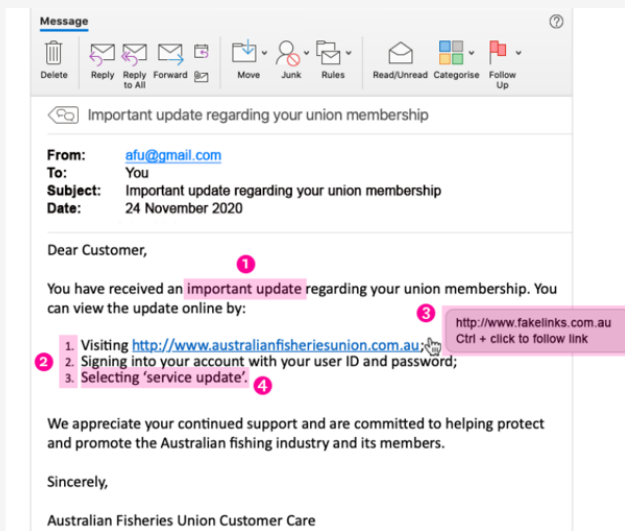 Message
Delete
Reply
Reply to All
Forward
Move
Junk
Rules
Read/Unread
Categorise
Follow Up
Important update regarding your union membership
From: afu@gmail.com
To: You
Subject: Important update regarding your union membership
Date: 24 November 2020
Dear Customer,
1
You have received an important update regarding your union membership. You
can view the update online by:
3
http://www.fakelinks.com.au
Ctrl + click to follow link
1. Visiting http://www.australianfisheriesunion.com.au;
2
2. Signing into your account with your user ID and password;
3. Selecting ‘service update’.
4
We appreciate your continued support and are committed to helping protect
and promote the Australian fishing industry and its members.
Sincerely,
Australian Fisheries Union Customer Care